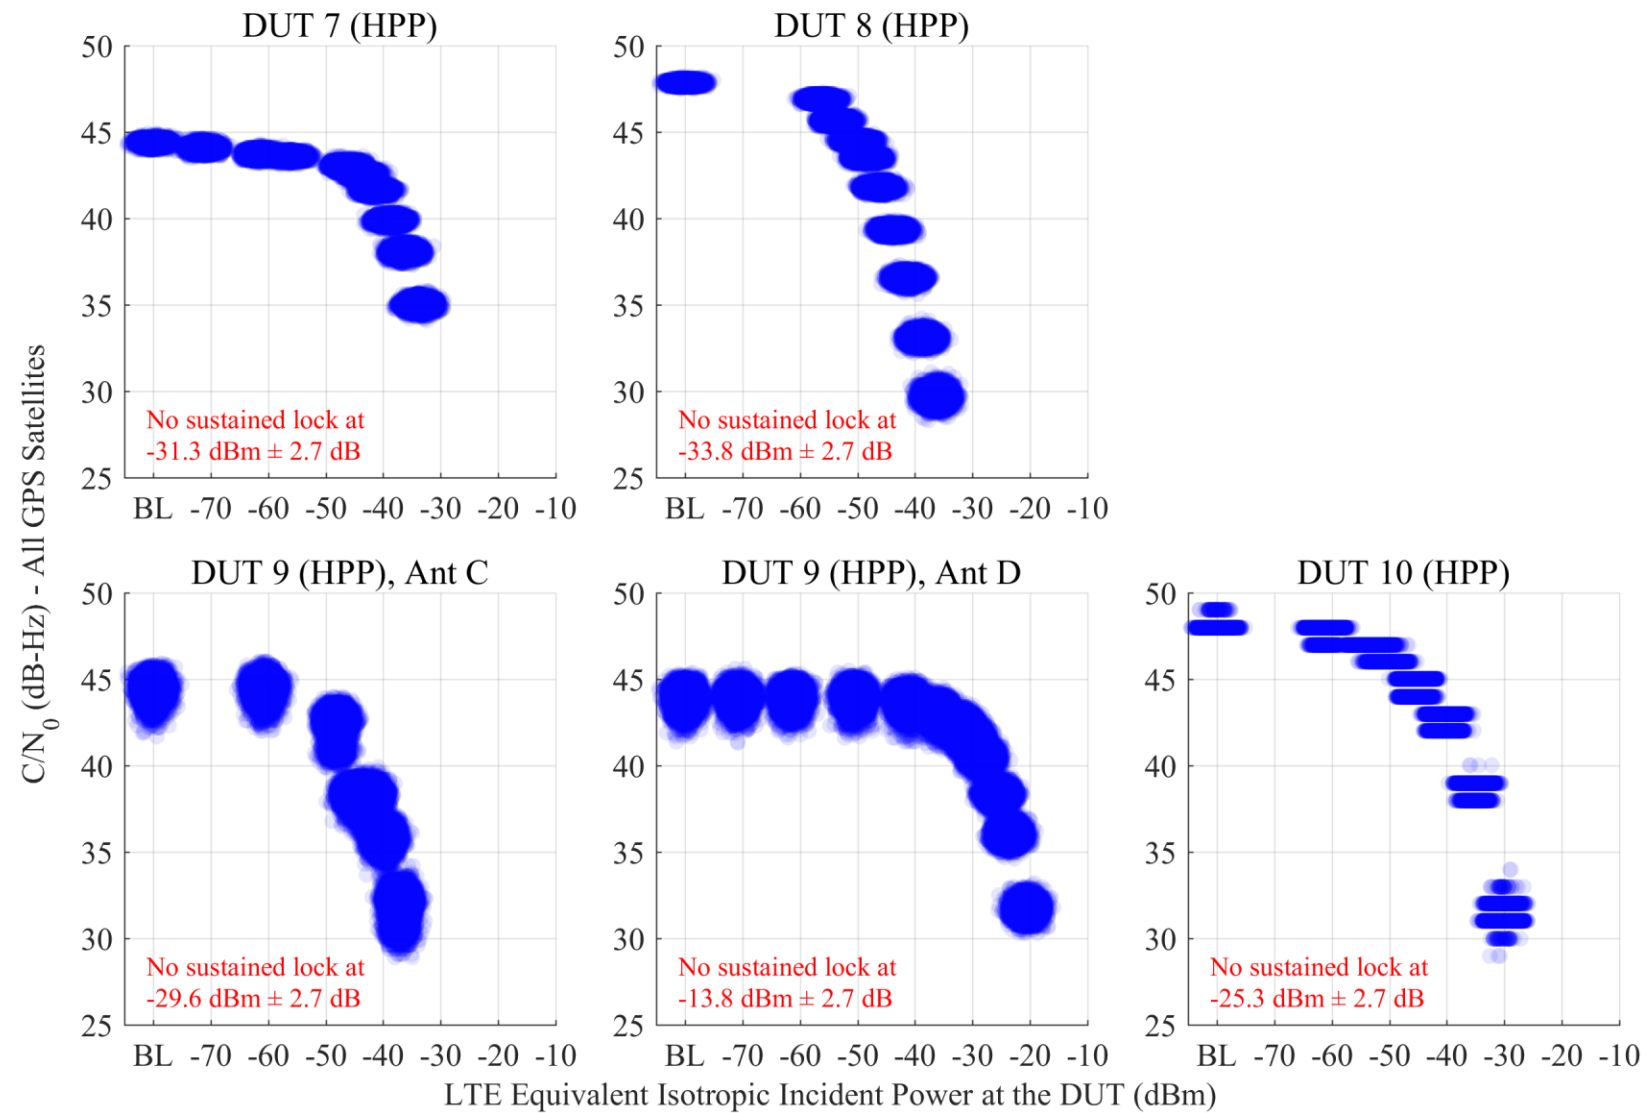 DUT 7 (HPP)
DUT 8 (HPP)
50
45
40
35
30
25
No sustained lock at
-31.3 dBm ± 2.7 dB
BL -70 -60 -50 -40 -30 -20 -10
50
45
40
35
30
25
No sustained lock at
-33.8 dBm ± 2.7 dB
BL -70 -60 -50 -40 -30 -20 -10
C/N0 (dB-Hz) - All GPS Satellites
DUT 9 (HPP), Ant C
50
45
40
35
30
25
No sustained lock at
-29.6 dBm ± 2.7 dB
BL -70 -60 -50 -40 -30 -20 -10
DUT 9 (HPP), Ant D
50
45
40
35
30
25
No sustained lock at
-13.8 dBm ± 2.7 dB
BL -70 -60 -50 -40 -30 -20 -10
DUT 10 (HPP)
50
45
40
35
30
25
No sustained lock at
-25.3 dBm ± 2.7 dB
BL -70 -60 -50 -40 -30 -20 -10
LTE Equivalent Isotropic Incident Power at the DUT (dBm)